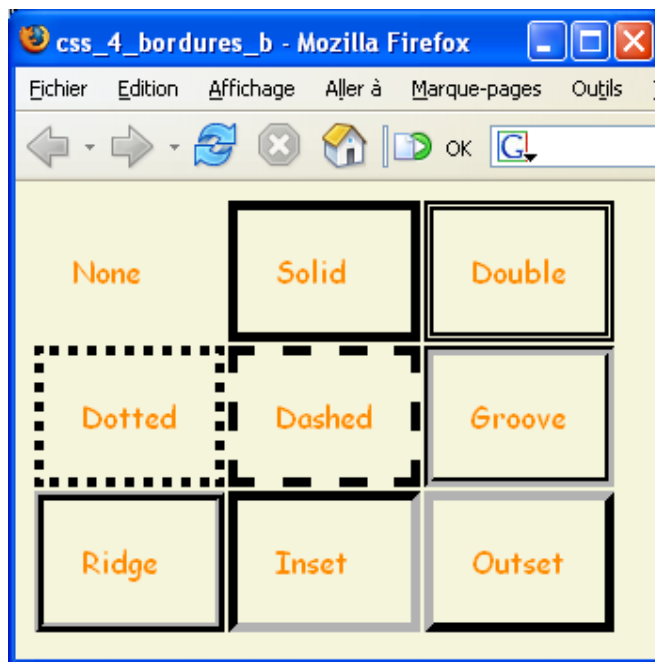 css_4_bordures_b - Mozilla Firefox
Fichier Edition Affichage Aller à Marque-pages Outils
OK G
None Solid Double
Dotted Dashed Groove
Ridge Inset Outset